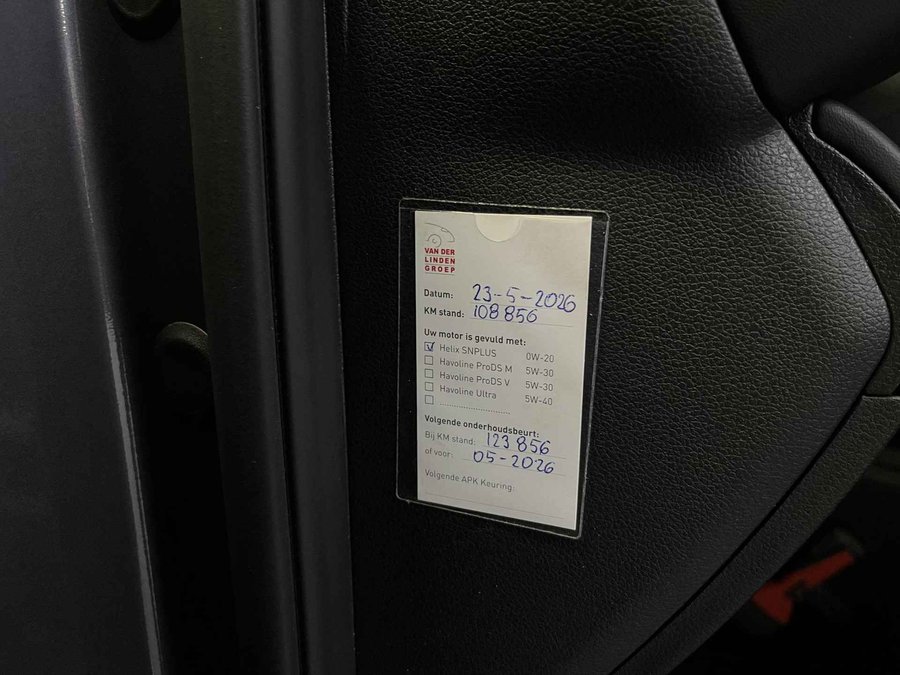 VAN DER
LINDEN
GROEP
Datum: 23-5-2026
KM stand: 108 856
Uw motor is gevuld met:
Helix SNPLUS 0W-20
Havoline ProDS M 5W-30
Havoline ProDS V 5W-30
Havoline Ultra 5W-40
Volgende onderhoudsbeurt:
Bij KM stand: 123 856
of voor: 05-2026
Volgende APK Keuring: